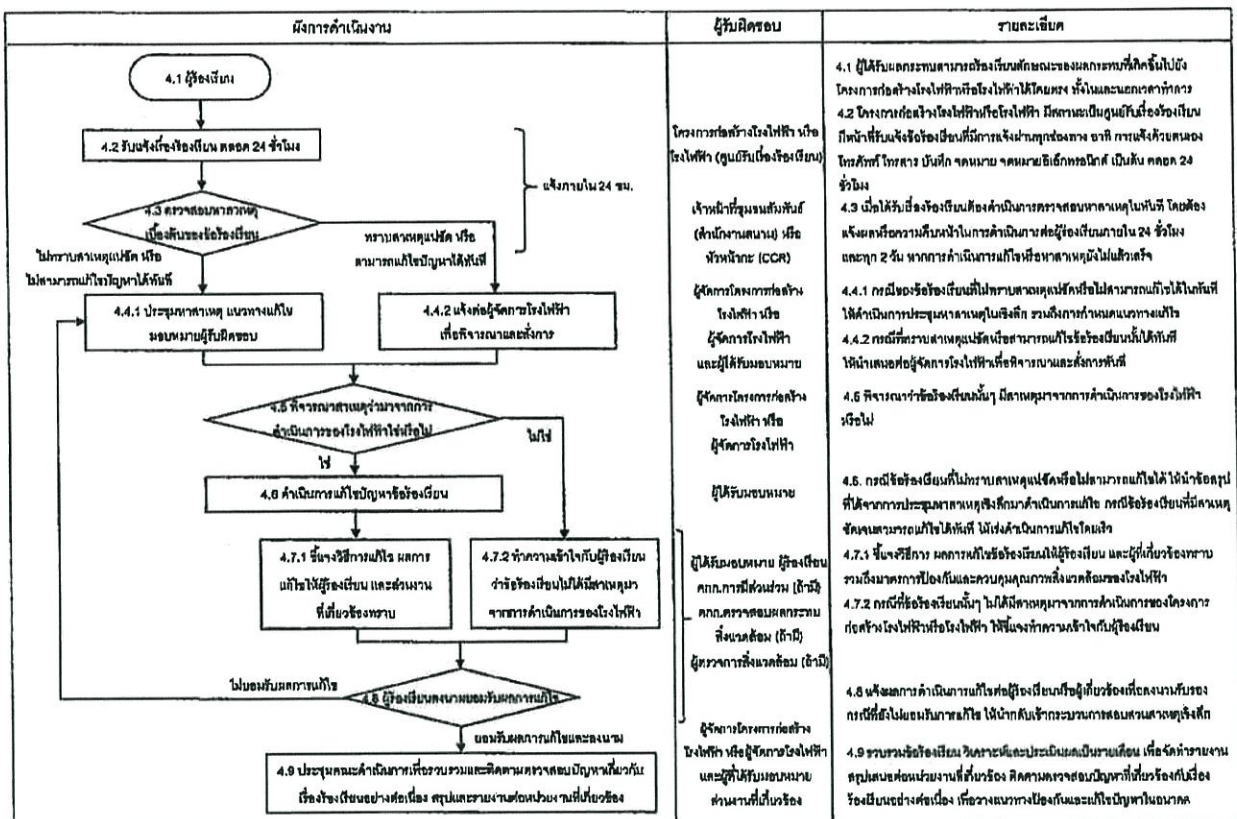 ผังการดำเนินงาน
ผู้รับผิดชอบ
รายละเอียด
4.1 ผู้ร้องเรียน
4.2 รับแจ้งเรื่องร้องเรียน ตลอด 24 ชั่วโมง
แจ้งภายใน 24 ชม.
4.3 ตรวจสอบหาสาเหตุ
เบื้องต้นของข้อร้องเรียน
ไม่ทราบสาเหตุแน่ชัด หรือ
ไม่สามารถแก้ไขปัญหาได้ทันที
ทราบสาเหตุแน่ชัด หรือ
สามารถแก้ไขปัญหาได้ทันที
4.4.1 ประชุมหาสาเหตุ แนวทางแก้ไข
มอบหมายผู้รับผิดชอบ
4.4.2 แจ้งต่อผู้จัดการโรงไฟฟ้า
เพื่อพิจารณาและสั่งการ
4.5 พิจารณาสาเหตุว่ามาจากการ
ดำเนินการของโรงไฟฟ้าใช่หรือไม่
ใช่
ไม่ใช่
4.6 ดำเนินการแก้ไขปัญหาข้อร้องเรียน
4.7.1 ชี้แจงวิธีการแก้ไข ผลการ
แก้ไขให้ผู้ร้องเรียน และส่วนงาน
ที่เกี่ยวข้องทราบ
4.7.2 ทำความเข้าใจกับผู้ร้องเรียน
ว่าข้อร้องเรียนไม่ได้มีสาเหตุมา
จากการดำเนินการของโรงไฟฟ้า
ไม่ยอมรับผลการแก้ไข
4.8 ผู้ร้องเรียนลงนามยอมรับผลการแก้ไข
ยอมรับผลการแก้ไขและลงนาม
4.9 ประชุมคณะดำเนินการเพื่อรวบรวมและติดตามตรวจสอบปัญหาเกี่ยวกับ
เรื่องร้องเรียนอย่างต่อเนื่อง สรุปและรายงานต่อหน่วยงานที่เกี่ยวข้อง
โครงการก่อสร้างโรงไฟฟ้า หรือ
โรงไฟฟ้า (ศูนย์รับเรื่องร้องเรียน)
เจ้าหน้าที่ชุมชนสัมพันธ์
(สำนักงานสนาม) หรือ
หัวหน้ากะ (CCR)
ผู้จัดการโครงการก่อสร้าง
โรงไฟฟ้า หรือ
ผู้จัดการโรงไฟฟ้า
และผู้ได้รับมอบหมาย
ผู้จัดการโครงการก่อสร้าง
โรงไฟฟ้า หรือ
ผู้จัดการโรงไฟฟ้า
ผู้ได้รับมอบหมาย
ผู้ได้รับมอบหมาย ผู้ร้องเรียน
คกก.การมีส่วนร่วม (ถ้ามี)
คกก.ตรวจสอบผลกระทบ
สิ่งแวดล้อม (ถ้ามี)
ผู้ตรวจการสิ่งแวดล้อม (ถ้ามี)
ผู้จัดการโครงการก่อสร้าง
โรงไฟฟ้า หรือผู้จัดการโรงไฟฟ้า
และผู้ที่ได้รับมอบหมาย
ส่วนงานที่เกี่ยวข้อง
4.1 ผู้ได้รับผลกระทบสามารถร้องเรียนลักษณะของผลกระทบที่เกิดขึ้นไปยัง
โครงการก่อสร้างโรงไฟฟ้าหรือโรงไฟฟ้าได้โดยตรง ทั้งในและนอกเวลาทำการ
4.2 โครงการก่อสร้างโรงไฟฟ้าหรือโรงไฟฟ้า มีสถานะเป็นศูนย์รับเรื่องร้องเรียน
มีหน้าที่รับแจ้งข้อร้องเรียนที่มีการแจ้งผ่านทุกช่องทาง อาทิ การแจ้งด้วยตนเอง
โทรศัพท์ โทรสาร บันทึก จดหมาย จดหมายอิเล็กทรอนิกส์ เป็นต้น ตลอด 24
ชั่วโมง
4.3 เมื่อได้รับเรื่องร้องเรียนต้องดำเนินการตรวจสอบหาสาเหตุในทันที โดยต้อง
แจ้งผลหรือความคืบหน้าในการดำเนินการต่อผู้ร้องเรียนภายใน 24 ชั่วโมง
และทุก 2 วัน หากการดำเนินการแก้ไขหรือหาสาเหตุยังไม่แล้วเสร็จ
4.4.1 กรณีของข้อร้องเรียนที่ไม่ทราบสาเหตุแน่ชัดหรือไม่สามารถแก้ไขได้ในทันที
ให้ดำเนินการประชุมหาสาเหตุในเชิงลึก รวมถึงการกำหนดแนวทางแก้ไข
4.4.2 กรณีที่ทราบสาเหตุแน่ชัดหรือสามารถแก้ไขข้อร้องเรียนนั้นได้ทันที
ให้นำเสนอต่อผู้จัดการโรงไฟฟ้าเพื่อพิจารณาและสั่งการทันที
4.5 พิจารณาว่าข้อร้องเรียนนั้นๆ มีสาเหตุมาจากการดำเนินการของโรงไฟฟ้า
หรือไม่
4.6. กรณีข้อร้องเรียนที่ไม่ทราบสาเหตุแน่ชัดหรือไม่สามารถแก้ไขได้ ให้นำข้อสรุป
ที่ได้จากการประชุมหาสาเหตุเชิงลึกมาดำเนินการแก้ไข กรณีข้อร้องเรียนที่มีสาเหตุ
ชัดเจนสามารถแก้ไขได้ทันที ให้เร่งดำเนินการแก้ไขโดยเร็ว
4.7.1 ชี้แจงวิธีการ ผลการแก้ไขข้อร้องเรียนให้ผู้ร้องเรียน และผู้ที่เกี่ยวข้องทราบ
รวมถึงมาตรการป้องกันและควบคุมคุณภาพสิ่งแวดล้อมของโรงไฟฟ้า
4.7.2 กรณีที่ข้อร้องเรียนนั้นๆ ไม่ได้มีสาเหตุมาจากการดำเนินการของโครงการ
ก่อสร้างโรงไฟฟ้าหรือโรงไฟฟ้า ให้ชี้แจงทำความเข้าใจกับผู้ร้องเรียน
4.8 แจ้งผลการดำเนินการแก้ไขต่อผู้ร้องเรียนหรือผู้เกี่ยวข้องเพื่อลงนามรับรอง
กรณีที่ยังไม่ยอมรับการแก้ไข ให้นำกลับเข้ากระบวนการสอบสวนสาเหตุเชิงลึก
4.9 รวบรวมข้อร้องเรียน วิเคราะห์และประเมินผลเป็นรายเดือน เพื่อจัดทำรายงาน
สรุปเสนอต่อหน่วยงานที่เกี่ยวข้อง ติดตามตรวจสอบปัญหาที่เกี่ยวข้องกับเรื่อง
ร้องเรียนอย่างต่อเนื่อง เพื่อวางแนวทางป้องกันและแก้ไขปัญหาในอนาคต